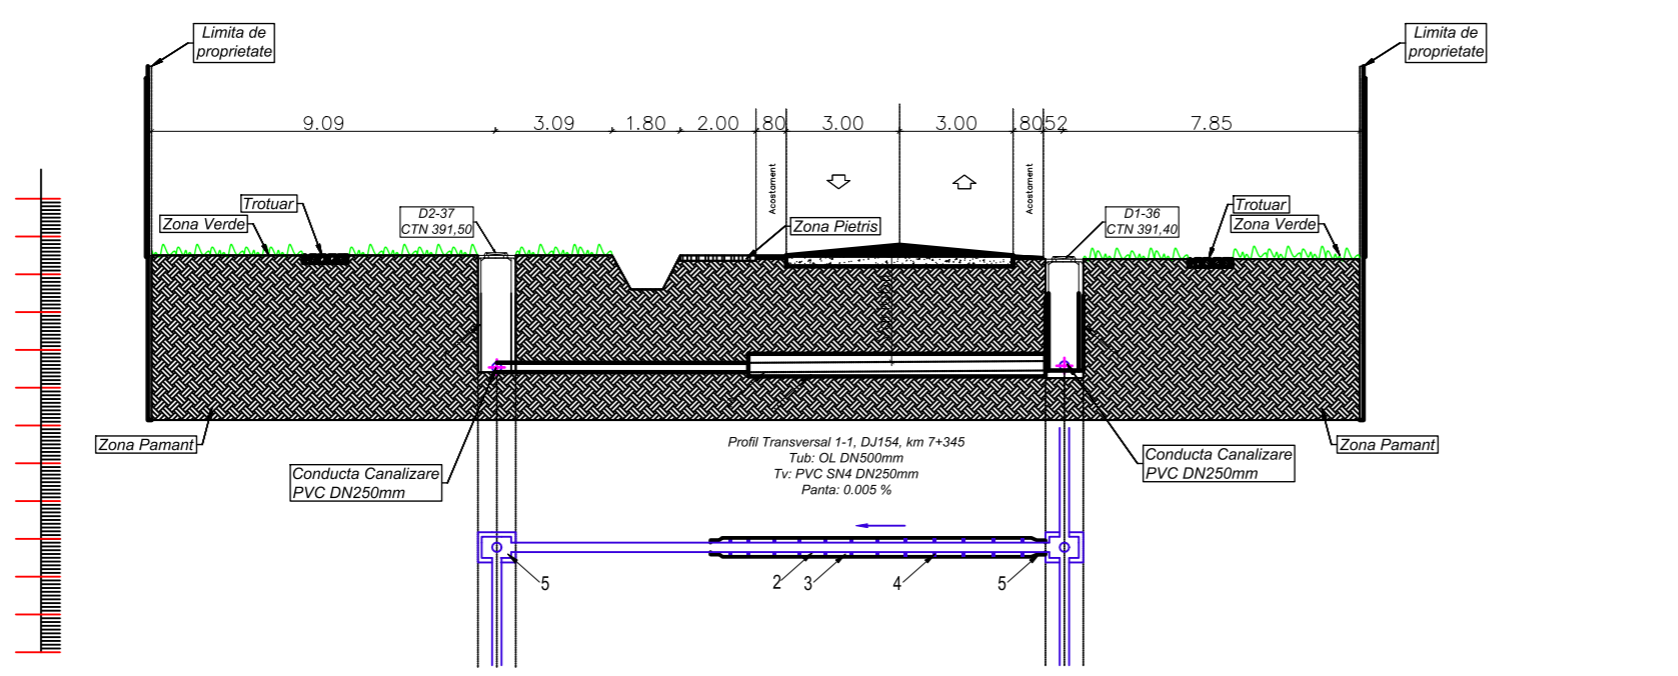 Limita de
proprietate
Limita de
proprietate
9.09
3.09
1.80
2.00
.80
3.00
3.00
.80
.52
7.85
Acostament
Acostament
Trotuar
Zona Verde
D2-37
CTN 391,50
Zona Pietris
D1-36
CTN 391,40
Trotuar
Zona Verde
Zona Pamant
Conducta Canalizare
PVC DN250mm
Profil Transversal 1-1, DJ154, km 7+345
Tub: OL DN500mm
Tv: PVC SN4 DN250mm
Panta: 0.005 %
Conducta Canalizare
PVC DN250mm
Zona Pamant
5
2
3
4
5